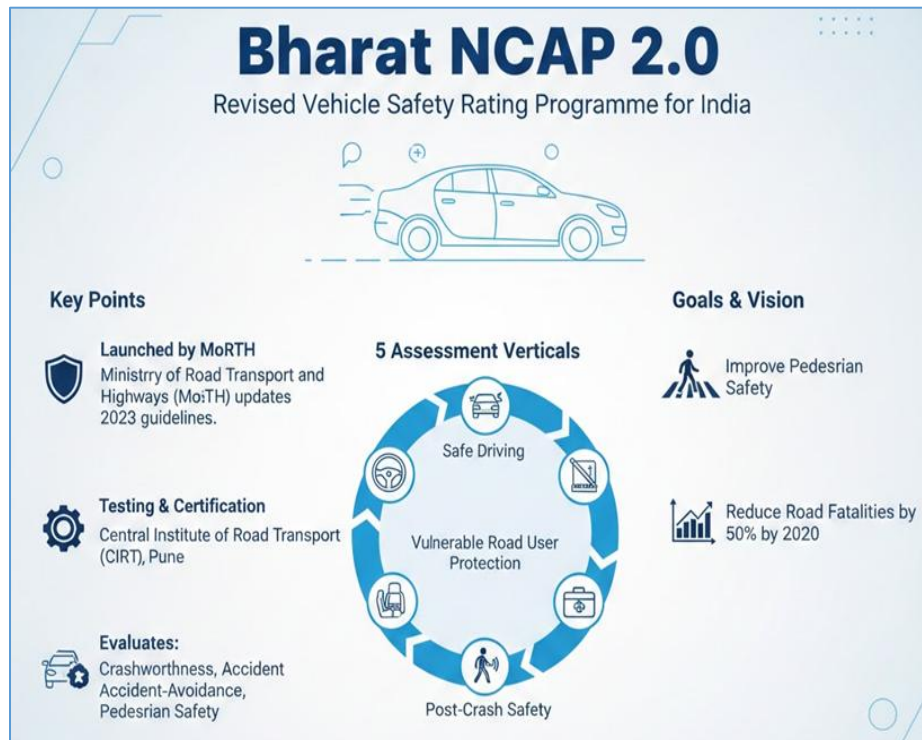 Bharat NCAP 2.0
Revised Vehicle Safety Rating Programme for India
Key Points
Launched by MoRTH
Ministrry of Road Transport and
Highways (MoiTH) updates
2023 guidelines.
Testing & Certification
Central Institute of Road Transport
(CIRT), Pune
Evaluates:
Crashworthness, Accident
Accident-Avoidance,
Pedestrian Safety
5 Assessment Verticals
Safe Driving
Vulnerable Road User
Protection
Post-Crash Safety
Goals & Vision
Improve Pedesrian
Safety
Reduce Road Fatalities by
50% by 2020